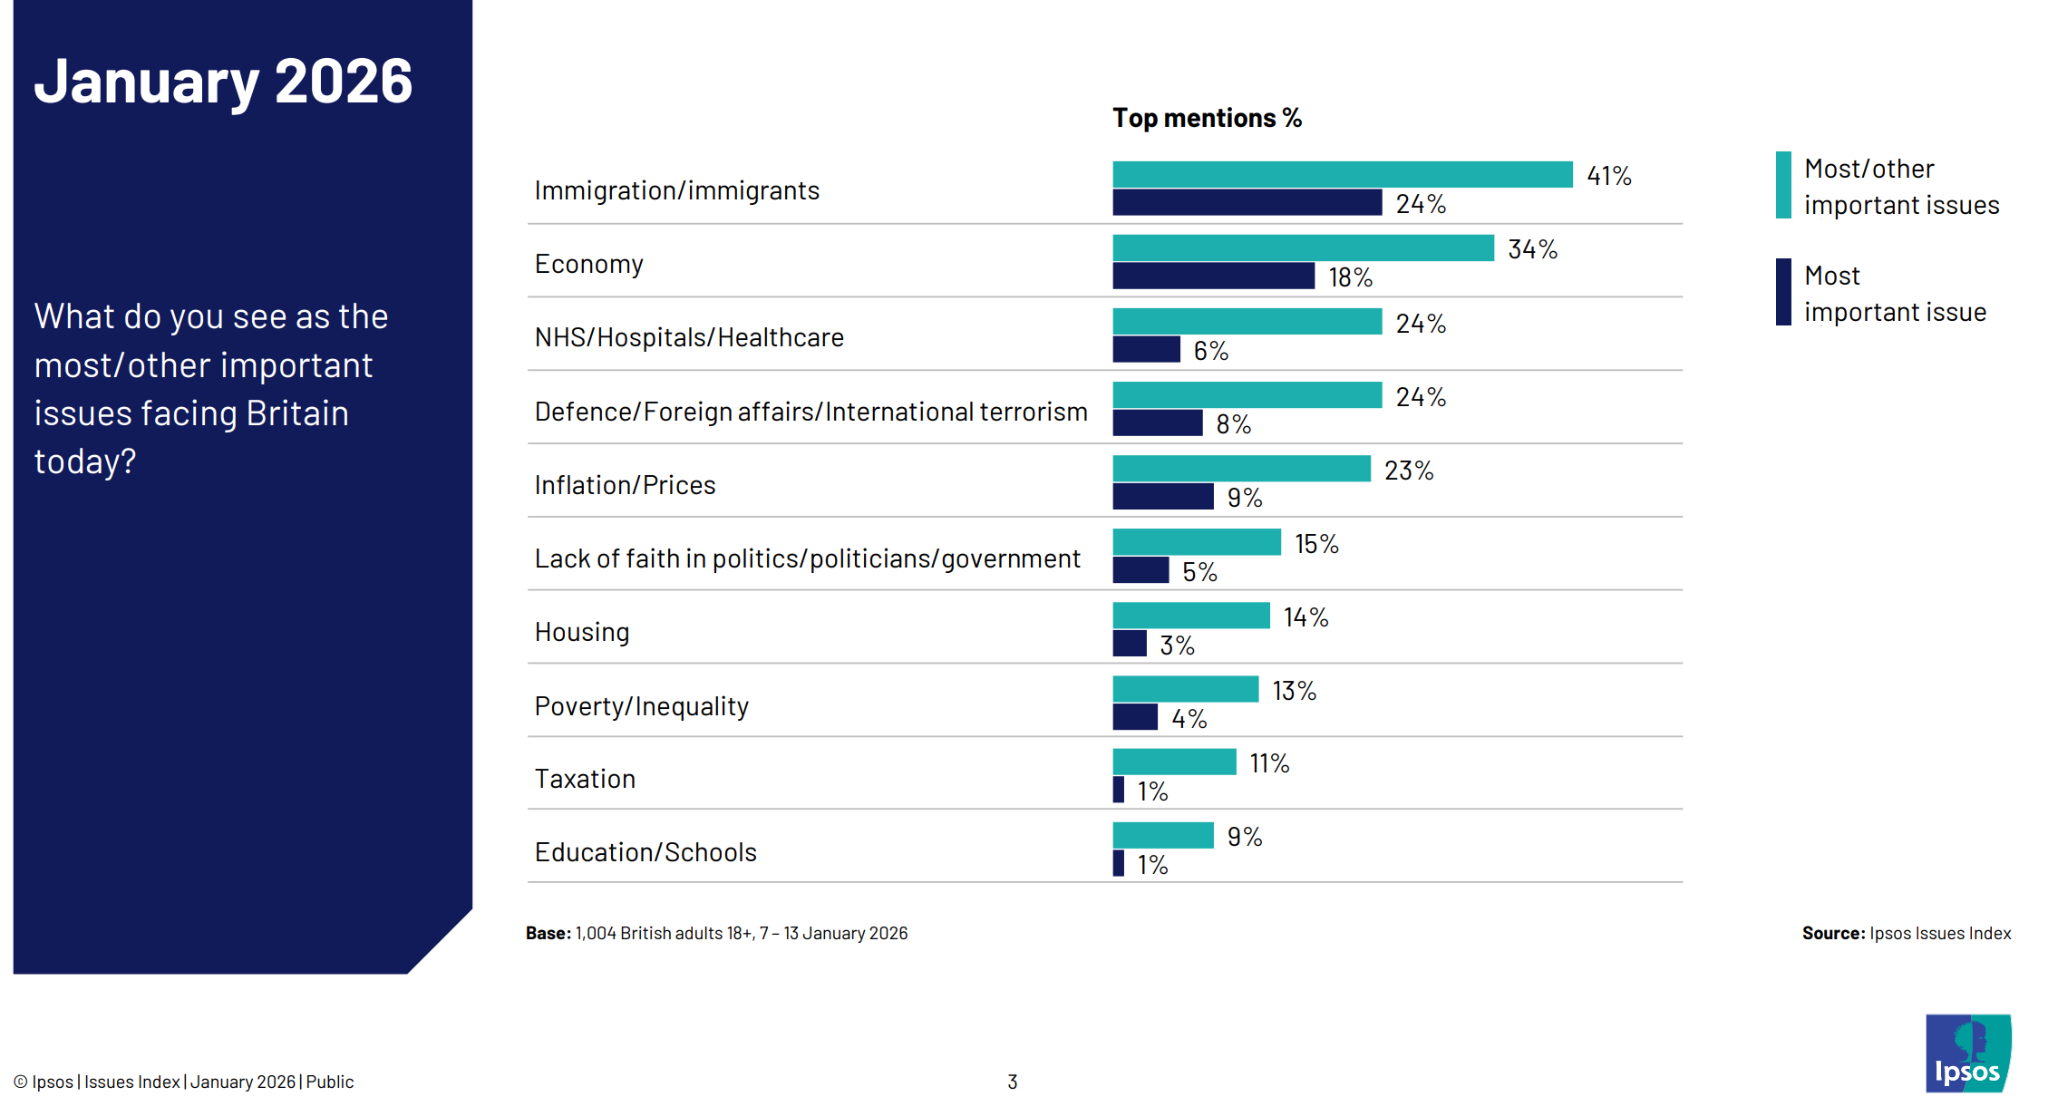 January 2026
What do you see as the
most/other important
issues facing Britain
today?
Top mentions %
Immigration/immigrants
41%
24%
Economy
34%
18%
NHS/Hospitals/Healthcare
24%
6%
Defence/Foreign affairs/International terrorism
24%
8%
Inflation/Prices
23%
9%
Lack of faith in politics/politicians/government
15%
5%
Housing
14%
3%
Poverty/Inequality
13%
4%
Taxation
11%
1%
Education/Schools
9%
1%
Most/other
important issues
Most
important issue
Base: 1,004 British adults 18+, 7 – 13 January 2026
Source: Ipsos Issues Index
© Ipsos | Issues Index | January 2026 | Public
3
Ipsos